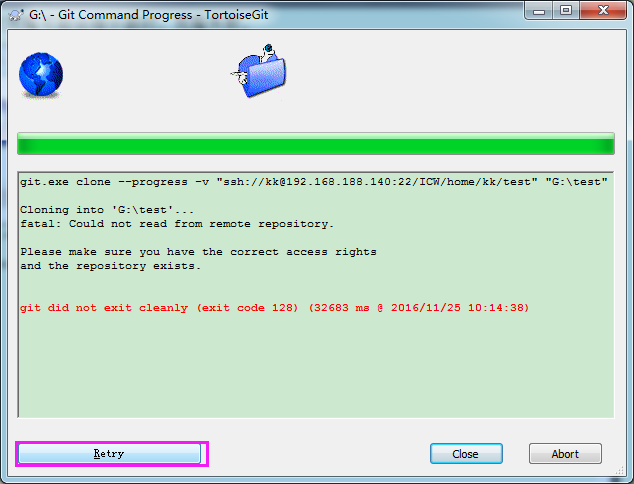 G:\ - Git Command Progress - TortoiseGit
git.exe clone --progress -v "ssh://kk@192.168.188.140:22/ICW/home/kk/test" "G:\test"
Cloning into 'G:\test'...
fatal: Could not read from remote repository.
Please make sure you have the correct access rights
and the repository exists.
git did not exit cleanly (exit code 128) (32683 ms @ 2016/11/25 10:14:38)
Retry
Close
Abort